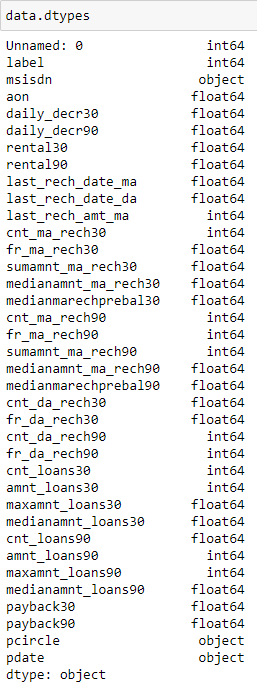 data.dtypes
Unnamed: 0 int64
label int64
msisdn object
aon float64
daily_decr30 float64
daily_decr90 float64
rental30 float64
rental90 float64
last_rech_date_ma float64
last_rech_date_da float64
last_rech_amt_ma int64
cnt_ma_rech30 int64
fr_ma_rech30 float64
sumamnt_ma_rech30 float64
medianamnt_ma_rech30 float64
medianmarechprebal30 float64
cnt_ma_rech90 int64
fr_ma_rech90 int64
sumamnt_ma_rech90 int64
medianamnt_ma_rech90 float64
medianmarechprebal90 float64
cnt_da_rech30 float64
fr_da_rech30 float64
cnt_da_rech90 int64
fr_da_rech90 int64
cnt_loans30 int64
amnt_loans30 int64
maxamnt_loans30 float64
medianamnt_loans30 float64
cnt_loans90 float64
amnt_loans90 int64
maxamnt_loans90 int64
medianamnt_loans90 float64
payback30 float64
payback90 float64
pcircle object
pdate object
dtype: object